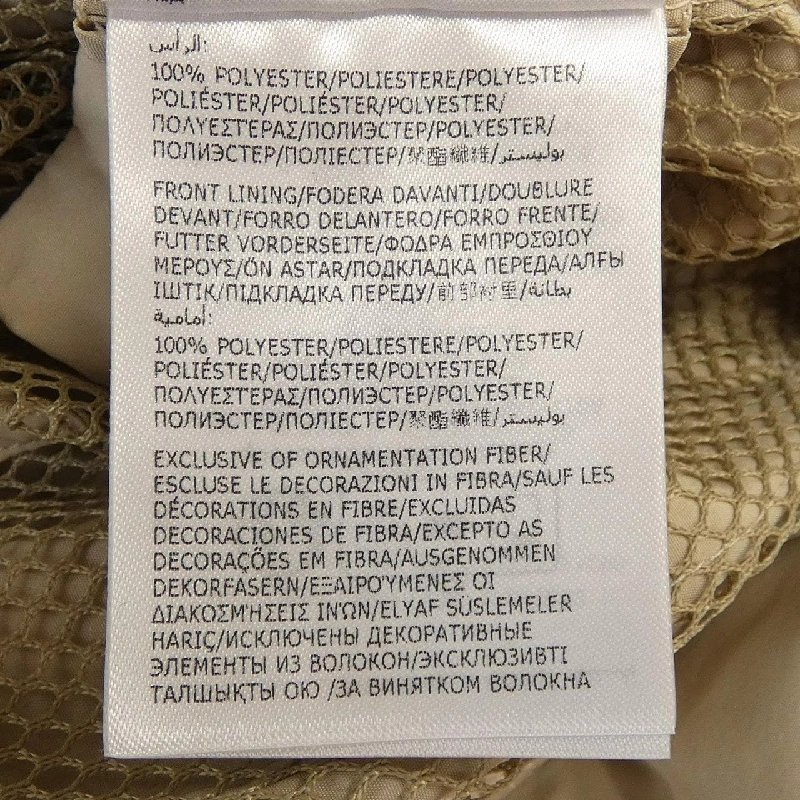 الرأس:
100% POLYESTER/POLIESTERE/POLYESTER/
POLIÉSTER/POLIÉSTER/POLYESTER/
ΠΟΛΥΕΣΤΕΡΑΣ/ПОЛИЭСТЕР/POLYESTER/
ПОЛИЭСТЕР/ПОЛІЕСТЕР/聚酯纖維/بوليستر
FRONT LINING/FODERA DAVANTI/DOUBLURE
DEVANT/FORRO DELANTERO/FORRO FRENTE/
FUTTER VORDERSEITE/ΦΟΔΡΑ ΕΜΠΡΟΣΘΙΟΥ
ΜΕΡΟΥΣ/ÖN ASTAR/ПОДКЛАДКА ПЕРЕДА/АЛҒЫ
ІШТІК/ПІДКЛАДКА ПЕРЕДУ/前部衬里/بطانة
أمامية:
100% POLYESTER/POLIESTERE/POLYESTER/
POLIÉSTER/POLIÉSTER/POLYESTER/
ΠΟΛΥΕΣΤΕΡΑΣ/ПОЛИЭСТЕР/POLYESTER/
ПОЛИЭСТЕР/ПОЛІЕСТЕР/聚酯纖維/بوليستر
EXCLUSIVE OF ORNAMENTATION FIBER/
ESCLUSE LE DECORAZIONI IN FIBRA/SAUF LES
DÉCORATIONS EN FIBRE/EXCLUIDAS
DECORACIONES DE FIBRA/EXCEPTO AS
DECORAÇÕES EM FIBRA/AUSGENOMMEN
DEKORFASERN/ΕΞΑΙΡΟΎΜΕΝΕΣ ΟΙ
ΔΙΑΚΟΣΜΉΣΕΙΣ ΙΝΏΝ/ELYAF SÜSLEMELER
HARİÇ/ИСКЛЮЧЕНЫ ДЕКОРАТИВНЫЕ
ЭЛЕМЕНТЫ ИЗ ВОЛОКОН/ЭКСКЛЮЗИВТІ
ТАЛШЫҚТЫ ОЮ /ЗА ВИНЯТКОМ ВОЛОКНА